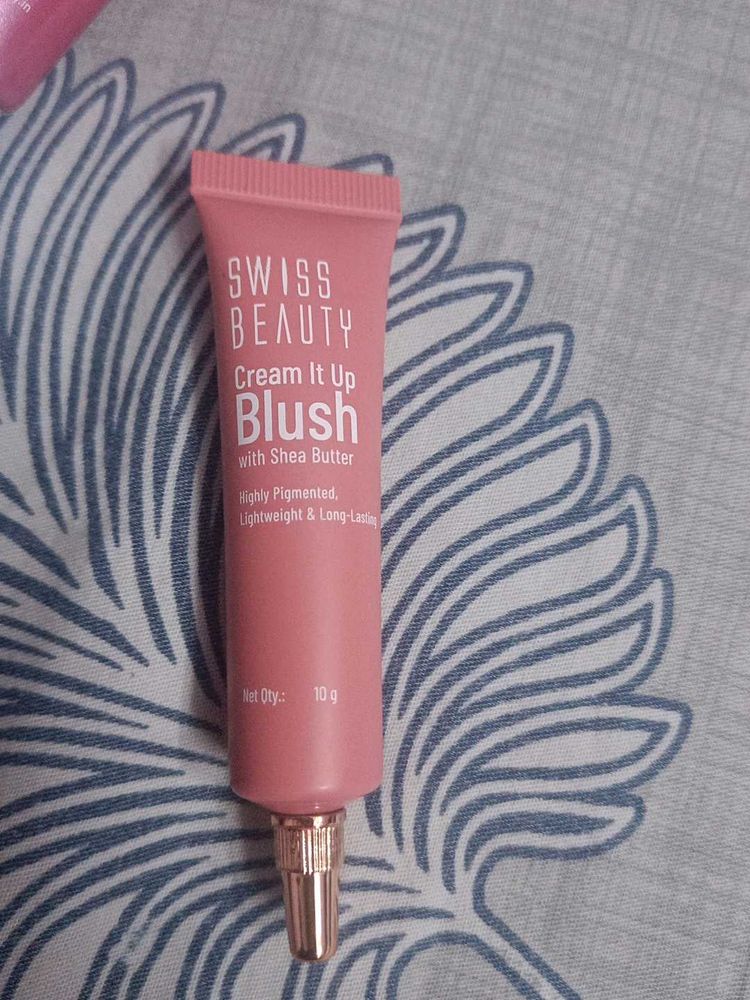 SWISS
BEAUTY
Cream It Up
Blush
with Shea Butter
Highly Pigmented,
Lightweight & Long-Lasting
Net Qty.: 10 g